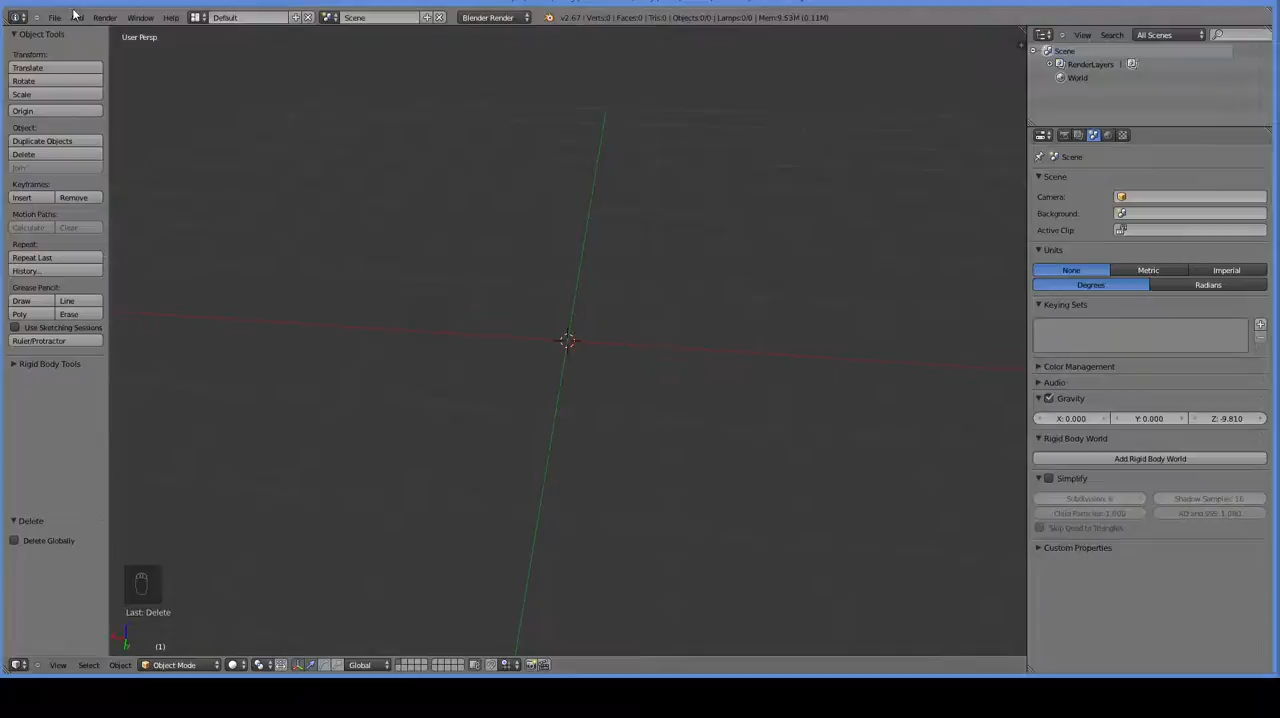 File Render Window Help Default Scene Blender Render v2.67 | Verts:0 | Faces:0 | Tris:0 | Objects:0/0 | Lamps:0/0 | Mem:9.53M (0.11M)
Object Tools
User Persp
View Search All Scenes
Scene
RenderLayers |
World
Transform:
Translate
Rotate
Scale
Origin
Object:
Duplicate Objects
Delete
Join
Keyframes:
Insert Remove
Motion Paths:
Calculate Clear
Repeat:
Repeat Last
History...
Grease Pencil:
Draw Line
Poly Erase
Use Sketching Sessions
Ruler/Protractor
Rigid Body Tools
Delete
Delete Globally
Scene
Scene
Camera:
Background:
Active Clip:
Units
None Metric Imperial
Degrees Radians
Keying Sets
Color Management
Audio
Gravity
X: 0.000 Y: 0.000 Z: -9.810
Rigid Body World
Add Rigid Body World
Simplify
Subdivision: 6 Shadow Samples: 16
Child Particles: 1.000 AO and SSS: 1.000
Skip Quad to Triangles
Custom Properties
Last: Delete
(1)
View Select Object Object Mode Global